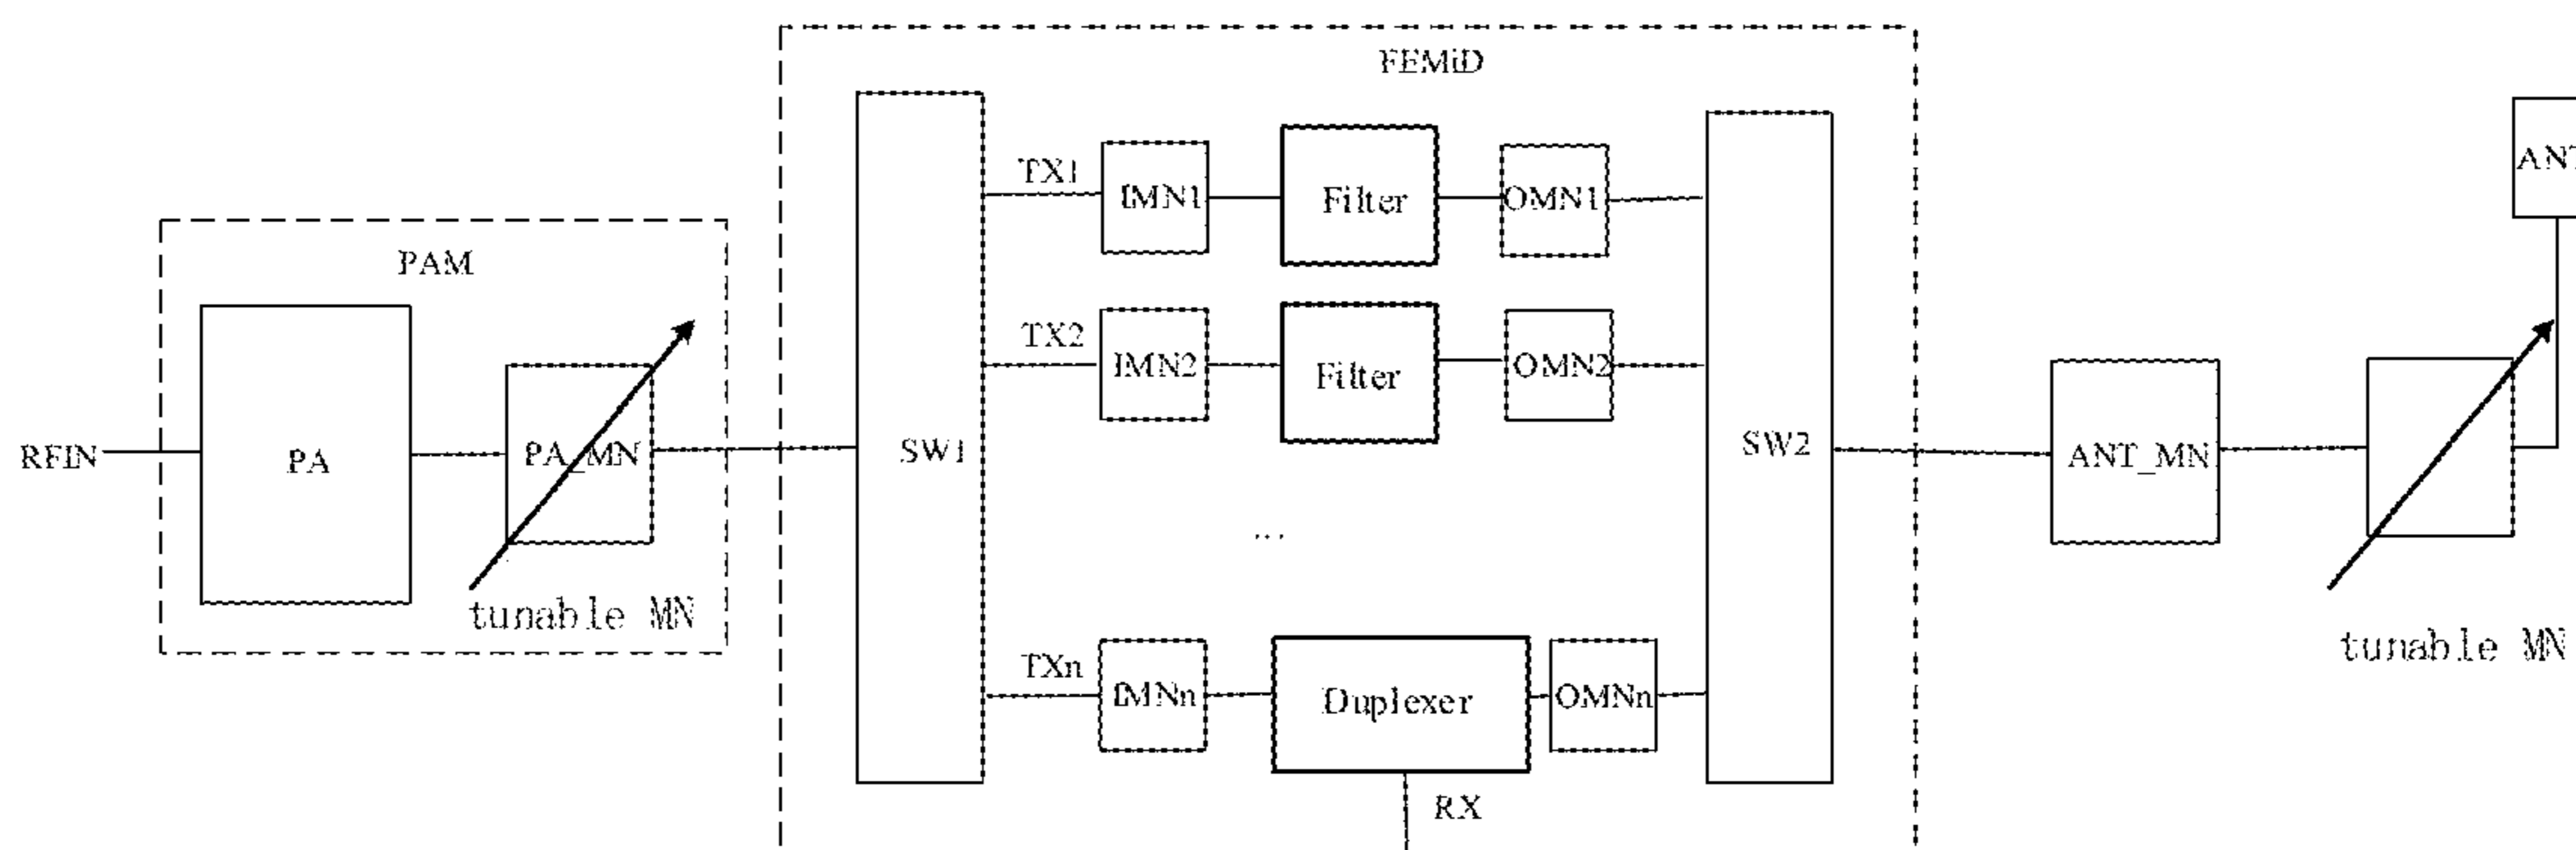 FEMiD
PAM
RFIN
PA
PA_MN
tunable MN
SW1
TX1
IMN1
Filter
OMN1
TX2
IMN2
Filter
OMN2
...
TXn
IMNn
Duplexer
OMNn
RX
SW2
ANT_MN
ANT
tunable MN